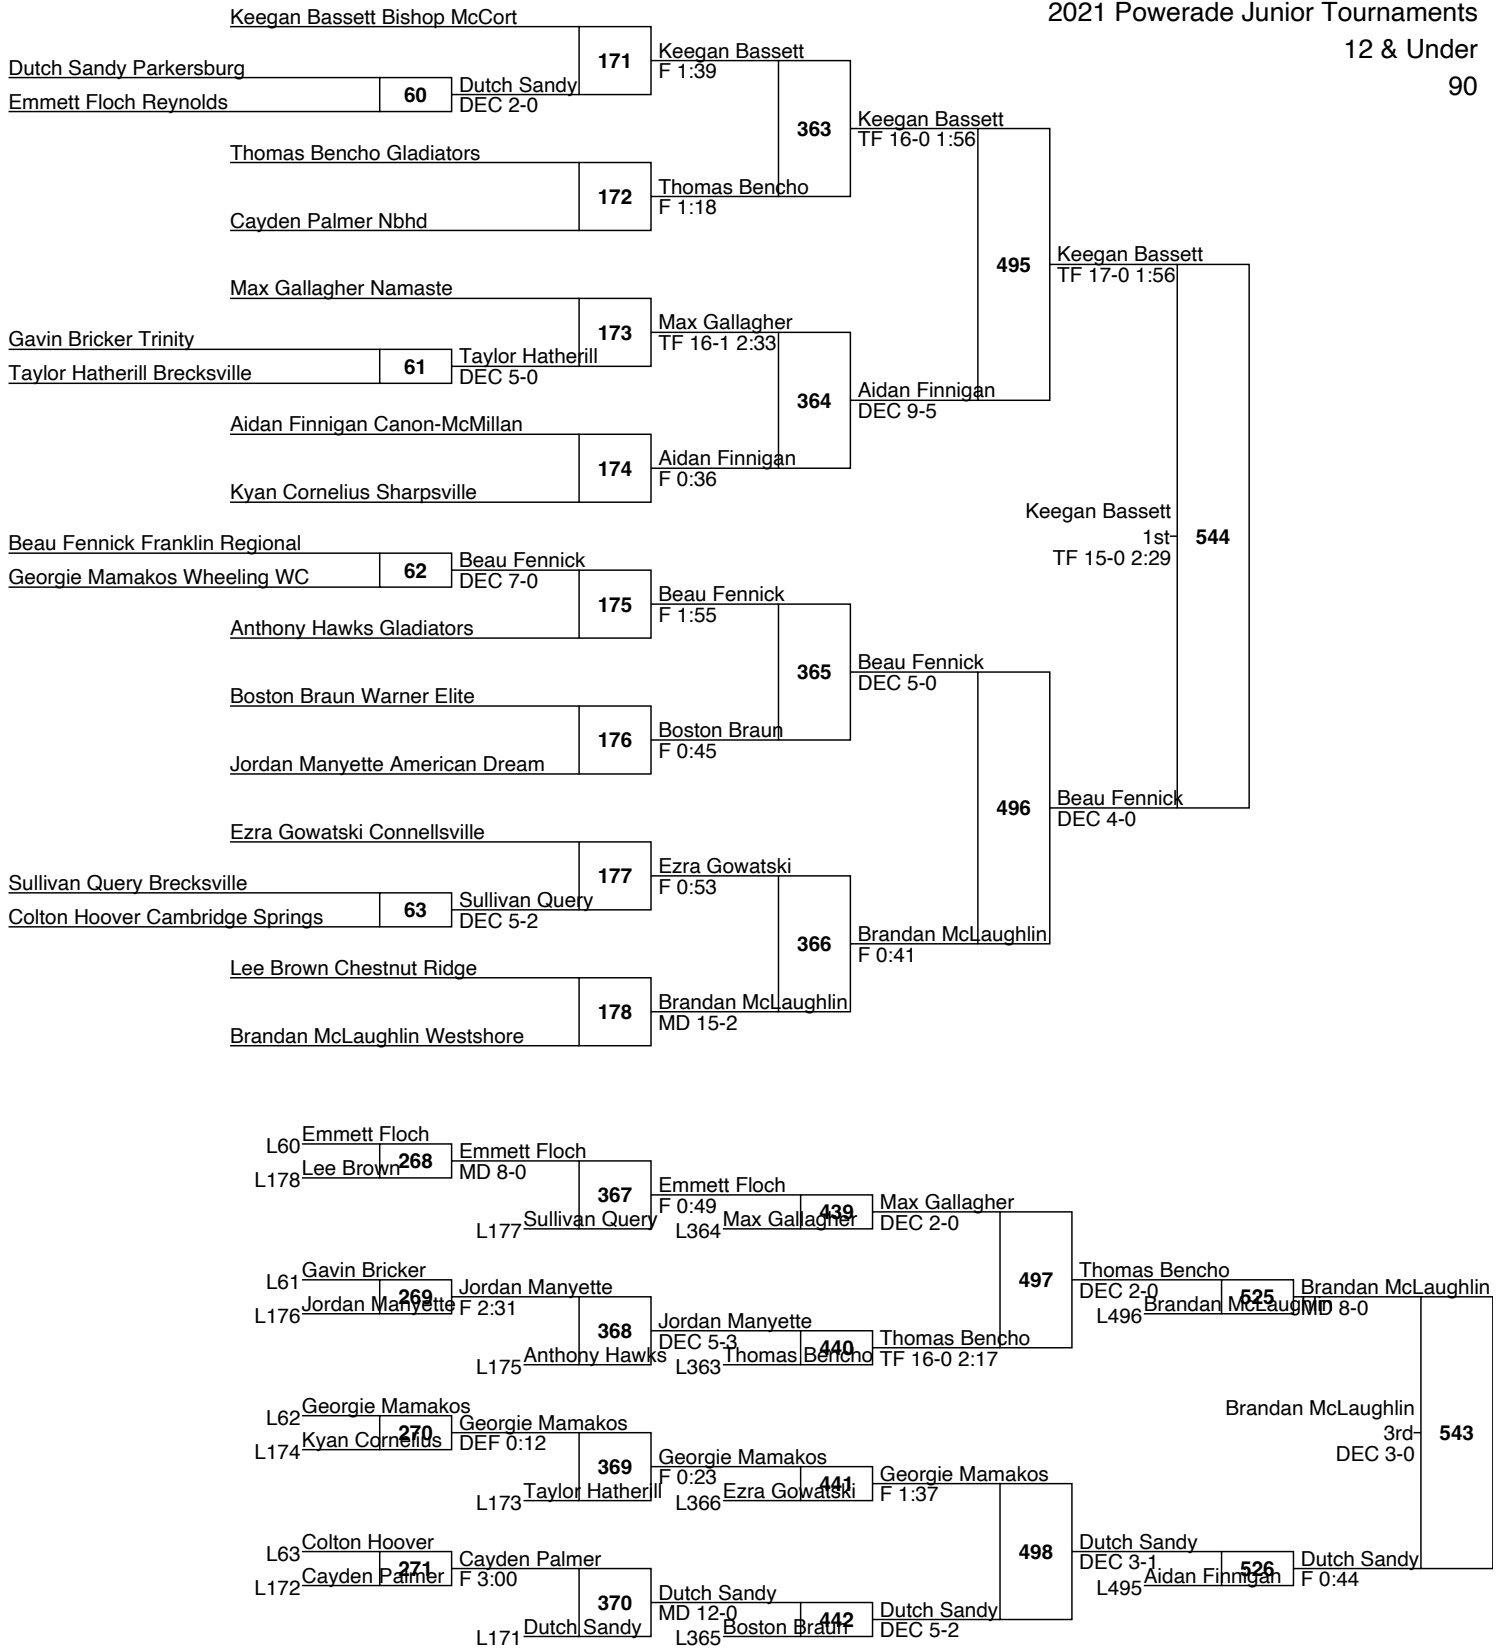 2021 Powerade Junior Tournaments
12 & Under
90
Keegan Bassett Bishop McCort
171
Keegan Bassett
F 1:39
Dutch Sandy Parkersburg
60
Dutch Sandy
DEC 2-0
Emmett Floch Reynolds
363
Keegan Bassett
TF 16-0 1:56
Thomas Bencho Gladiators
172
Thomas Bencho
F 1:18
Cayden Palmer Nbhd
495
Keegan Bassett
TF 17-0 1:56
Max Gallagher Namaste
173
Max Gallagher
TF 16-1 2:33
Gavin Bricker Trinity
61
Taylor Hatherill
DEC 5-0
Taylor Hatherill Brecksville
364
Aidan Finnigan
DEC 9-5
Aidan Finnigan Canon-McMillan
174
Aidan Finnigan
F 0:36
Kyan Cornelius Sharpsville
Keegan Bassett
1st
544
TF 15-0 2:29
Beau Fennick Franklin Regional
62
Beau Fennick
DEC 7-0
Georgie Mamakos Wheeling WC
175
Beau Fennick
F 1:55
Anthony Hawks Gladiators
365
Beau Fennick
DEC 5-0
Boston Braun Warner Elite
176
Boston Braun
F 0:45
Jordan Manyette American Dream
496
Beau Fennick
DEC 4-0
Ezra Gowatski Connellsville
177
Ezra Gowatski
F 0:53
Sullivan Query Brecksville
63
Sullivan Query
DEC 5-2
Colton Hoover Cambridge Springs
366
Brandan McLaughlin
F 0:41
Lee Brown Chestnut Ridge
178
Brandan McLaughlin
MD 15-2
Brandan McLaughlin Westshore
L60 Emmett Floch
268
Emmett Floch
MD 8-0
L178 Lee Brown
367
Emmett Floch
F 0:49
L177 Sullivan Query
L364 Max Gallagher
439
Max Gallagher
DEC 2-0
L61 Gavin Bricker
269
Jordan Manyette
F 2:31
L176 Jordan Manyette
497
Thomas Bencho
DEC 2-0
L496 Brandan McLaughlin
525
Brandan McLaughlin
MD 8-0
368
Jordan Manyette
DEC 5-3
L175 Anthony Hawks
L363 Thomas Bencho
440
Thomas Bencho
TF 16-0 2:17
L62 Georgie Mamakos
270
Georgie Mamakos
DEF 0:12
L174 Kyan Cornelius
Brandan McLaughlin
3rd
543
DEC 3-0
369
Georgie Mamakos
F 0:23
L173 Taylor Hatherill
L366 Ezra Gowatski
441
Georgie Mamakos
F 1:37
L63 Colton Hoover
271
Cayden Palmer
F 3:00
L172 Cayden Palmer
498
Dutch Sandy
DEC 3-1
L495 Aidan Finnigan
526
Dutch Sandy
F 0:44
370
Dutch Sandy
MD 12-0
L171 Dutch Sandy
L365 Boston Braun
442
Dutch Sandy
DEC 5-2